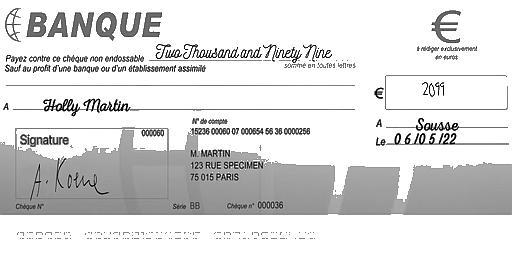 BANQUE
€
à rédiger exclusivement
en euros
Payez contre ce chèque non endossable Two Thousand and Ninety Nine
Sauf au profit d'une banque ou d'un établissement assimilé
somme en toutes lettres
€ 2099
A Holly Martin
A Sousse
Le 06/05/22
Signature
000060
N° de compte
15236 00060 07 000654 56 36 0000256
M. MARTIN
123 RUE SPECIMEN
75 015 PARIS
A. Kone
Chèque N°
Série BB
Chèque n° 000036